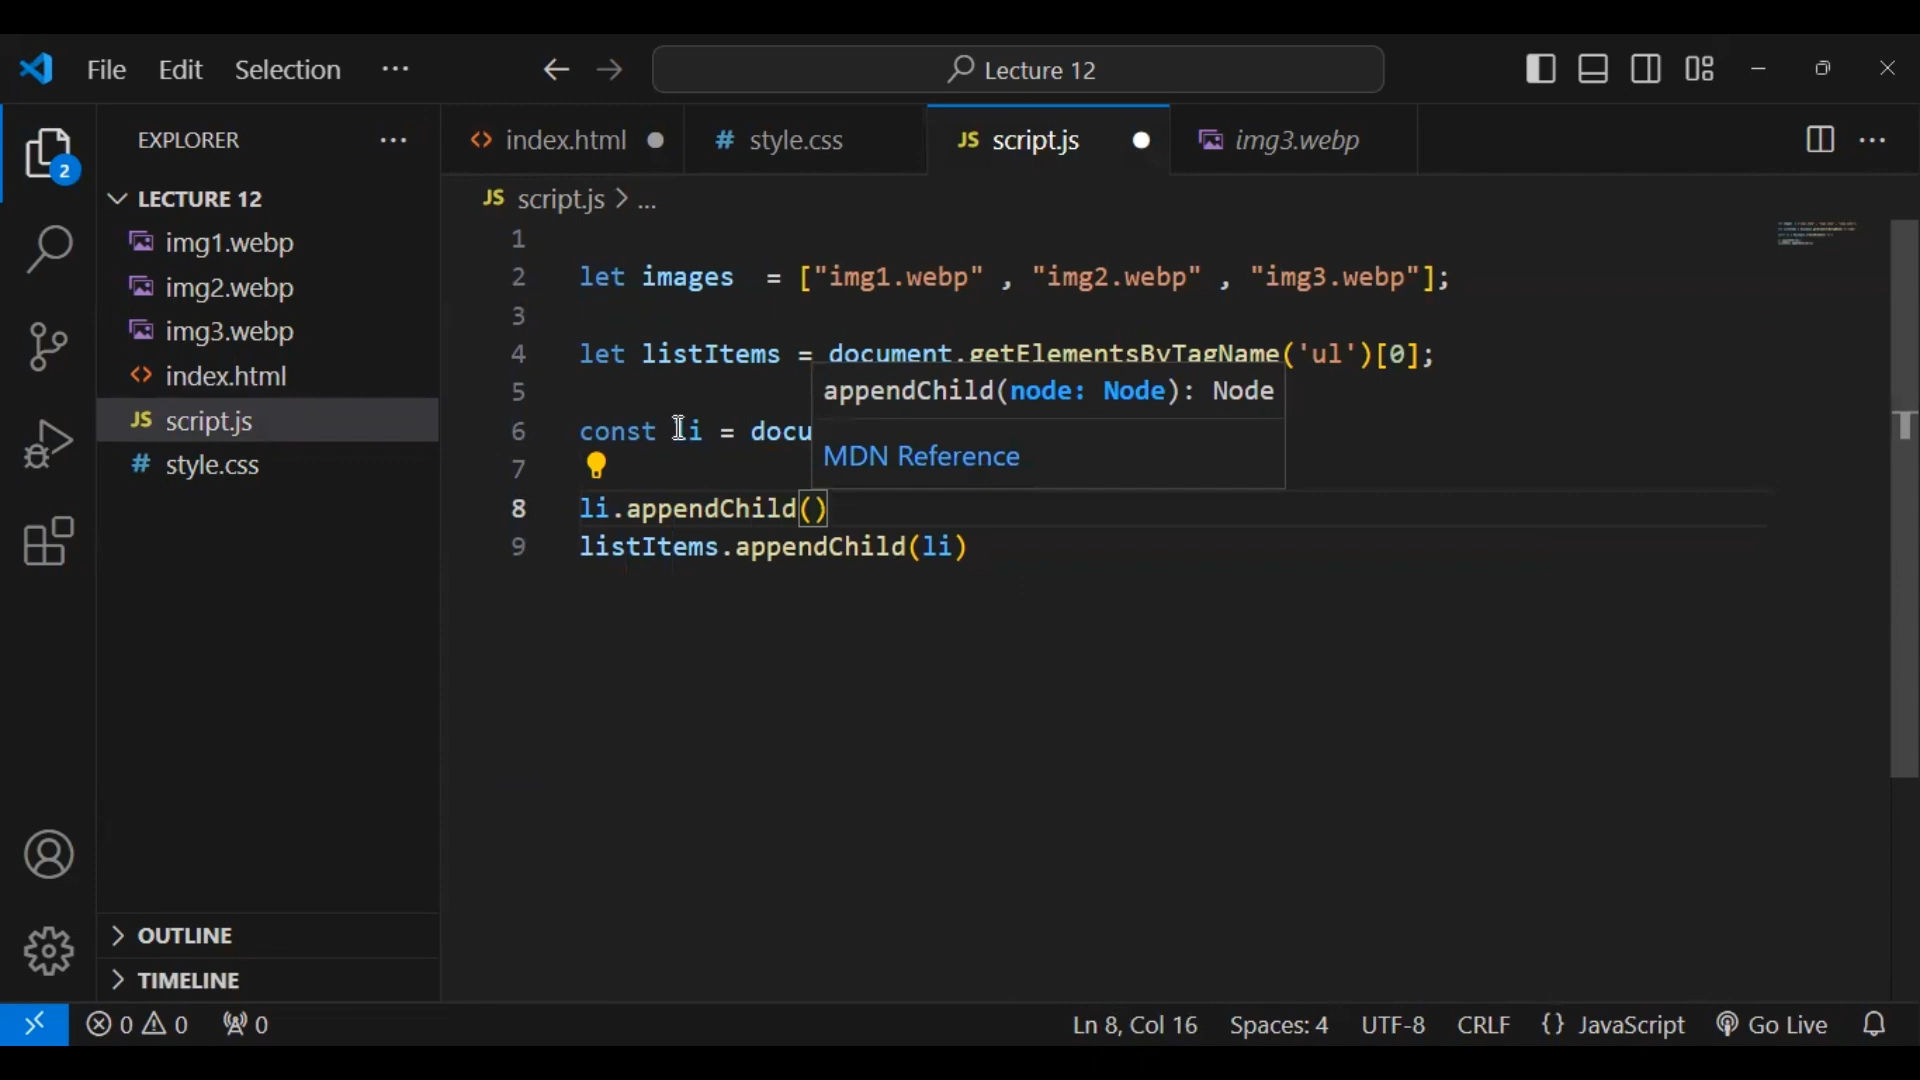 File Edit Selection ··· Lecture 12
EXPLORER ···
index.html
# style.css
JS script.js
img3.webp
2
LECTURE 12
img1.webp
img2.webp
img3.webp
index.html
JS script.js
# style.css
OUTLINE
TIMELINE
JS script.js > ...
1
2 let images = ["img1.webp" , "img2.webp" , "img3.webp"];
3
4 let listItems = document.getElementsByTagName('ul')[0];
5
appendChild(node: Node): Node
6 const li = docu
MDN Reference
7
8 li.appendChild()
9 listItems.appendChild(li)
0 0 0 Ln 8, Col 16 Spaces: 4 UTF-8 CRLF {} JavaScript Go Live